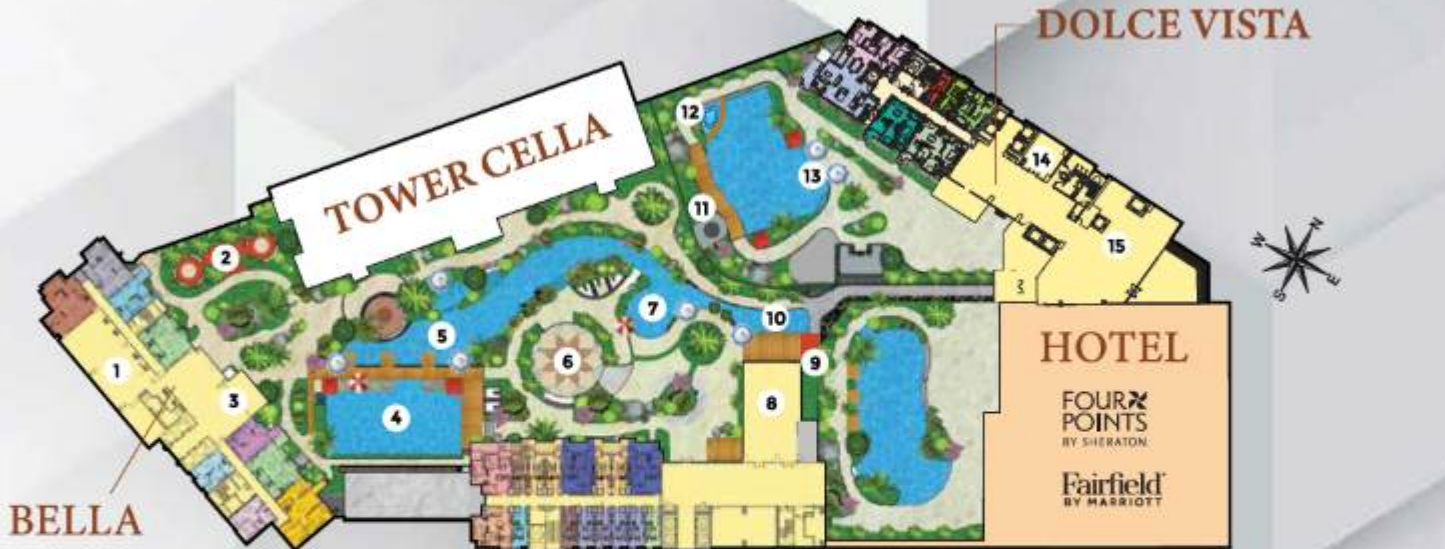 DOLCE VISTA
TOWER CELLA
12
13
14
11
15
2
W
N
S
E
7
10
5
1
6
9
HOTEL
3
8
4
FOUR
POINTS
BY SHERATON
Fairfield
BY MARRIOTT
BELLA